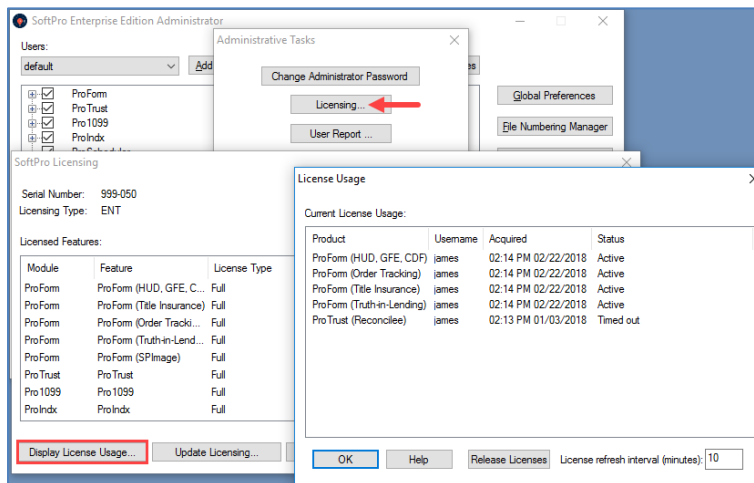 SoftPro Enterprise Edition Administrator
Users:
default
Add
es
ProForm
ProTrust
Pro1099
ProIndx
Global Preferences
File Numbering Manager
Administrative Tasks
Change Administrator Password
Licensing...
User Report ...
SoftPro Licensing
Serial Number: 999-050
Licensing Type: ENT
Licensed Features:
Module Feature License Type
ProForm ProForm (HUD, GFE, C... Full
ProForm ProForm (Title Insurance) Full
ProForm ProForm (Order Tracki... Full
ProForm ProForm (Truth-in-Lend... Full
ProForm ProForm (SPImage) Full
ProTrust ProTrust Full
Pro1099 Pro1099 Full
ProIndx ProIndx Full
Display License Usage... Update Licensing...
License Usage
Current License Usage:
Product Username Acquired Status
ProForm (HUD, GFE, CDF) james 02:14 PM 02/22/2018 Active
ProForm (Order Tracking) james 02:14 PM 02/22/2018 Active
ProForm (Title Insurance) james 02:14 PM 02/22/2018 Active
ProForm (Truth-in-Lending) james 02:14 PM 02/22/2018 Active
ProTrust (Reconcilee) james 02:13 PM 01/03/2018 Timed out
OK Help Release Licenses License refresh interval (minutes): 10